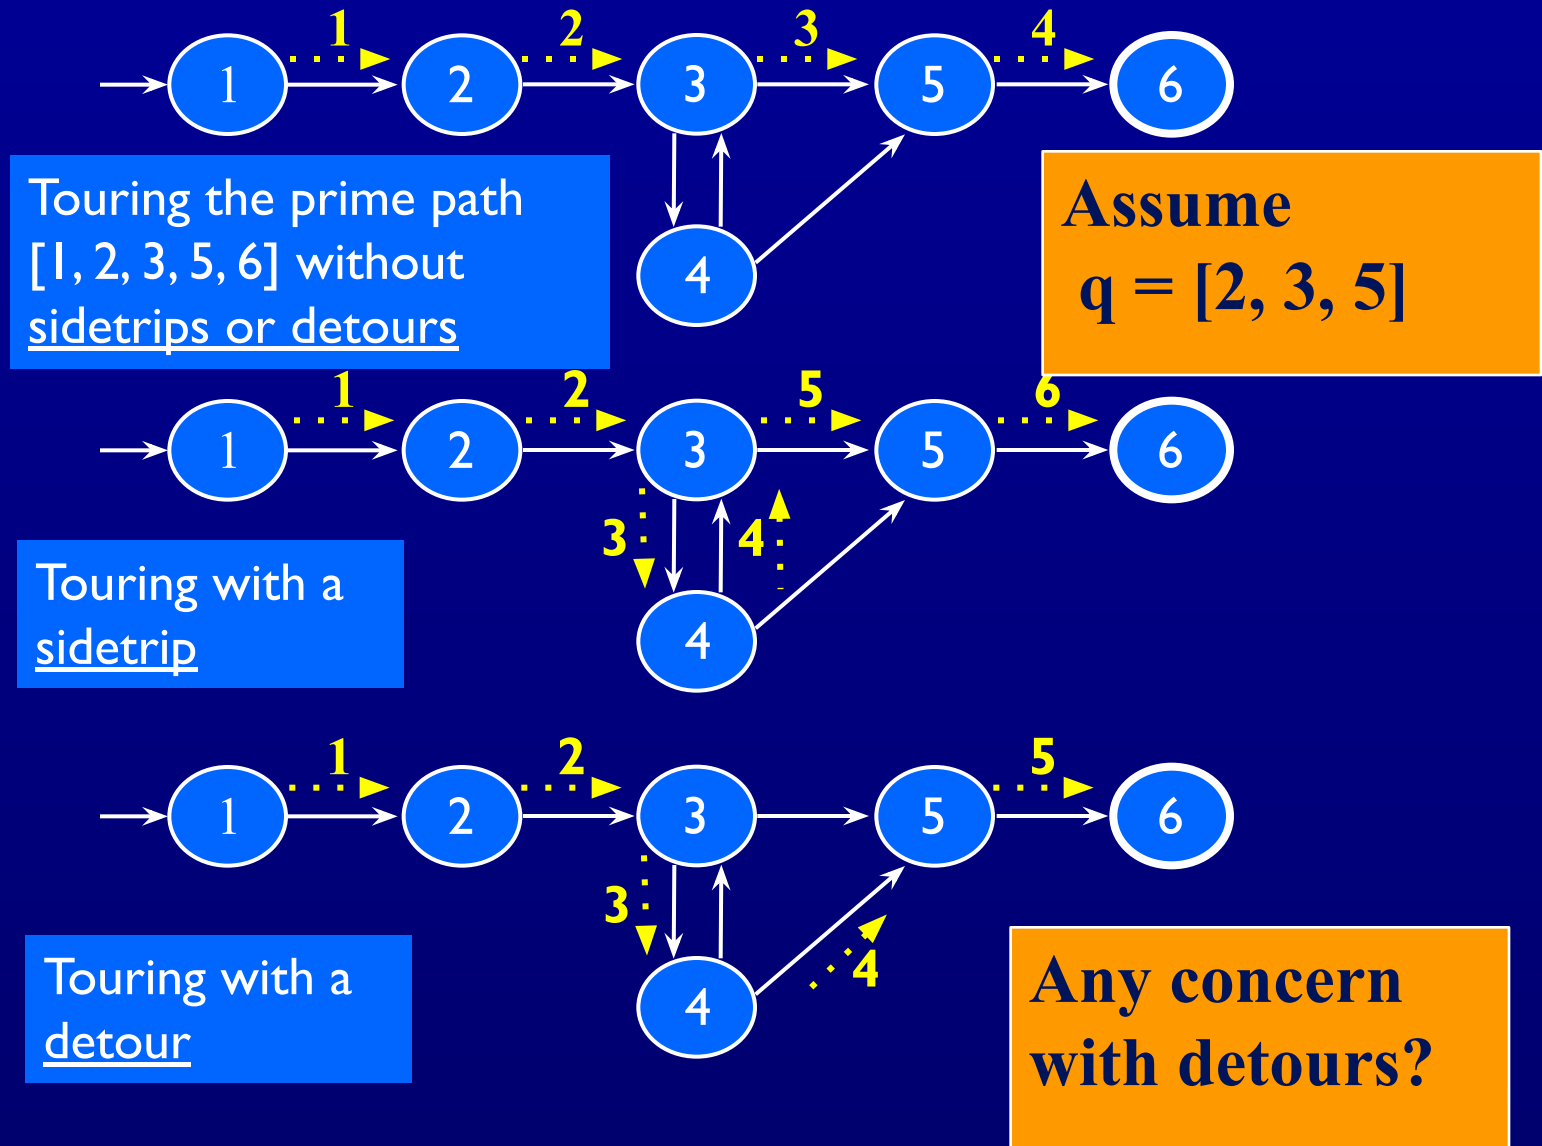 1 2 3 4
1 2 3 5 6
4
Touring the prime path
[1, 2, 3, 5, 6] without
sidetrips or detours
Assume
q = [2, 3, 5]
1 2 5 6
1 2 3 5 6
3 4
4
Touring with a
sidetrip
1 2 5
1 2 3 5 6
3 4
4
Touring with a
detour
Any concern
with detours?